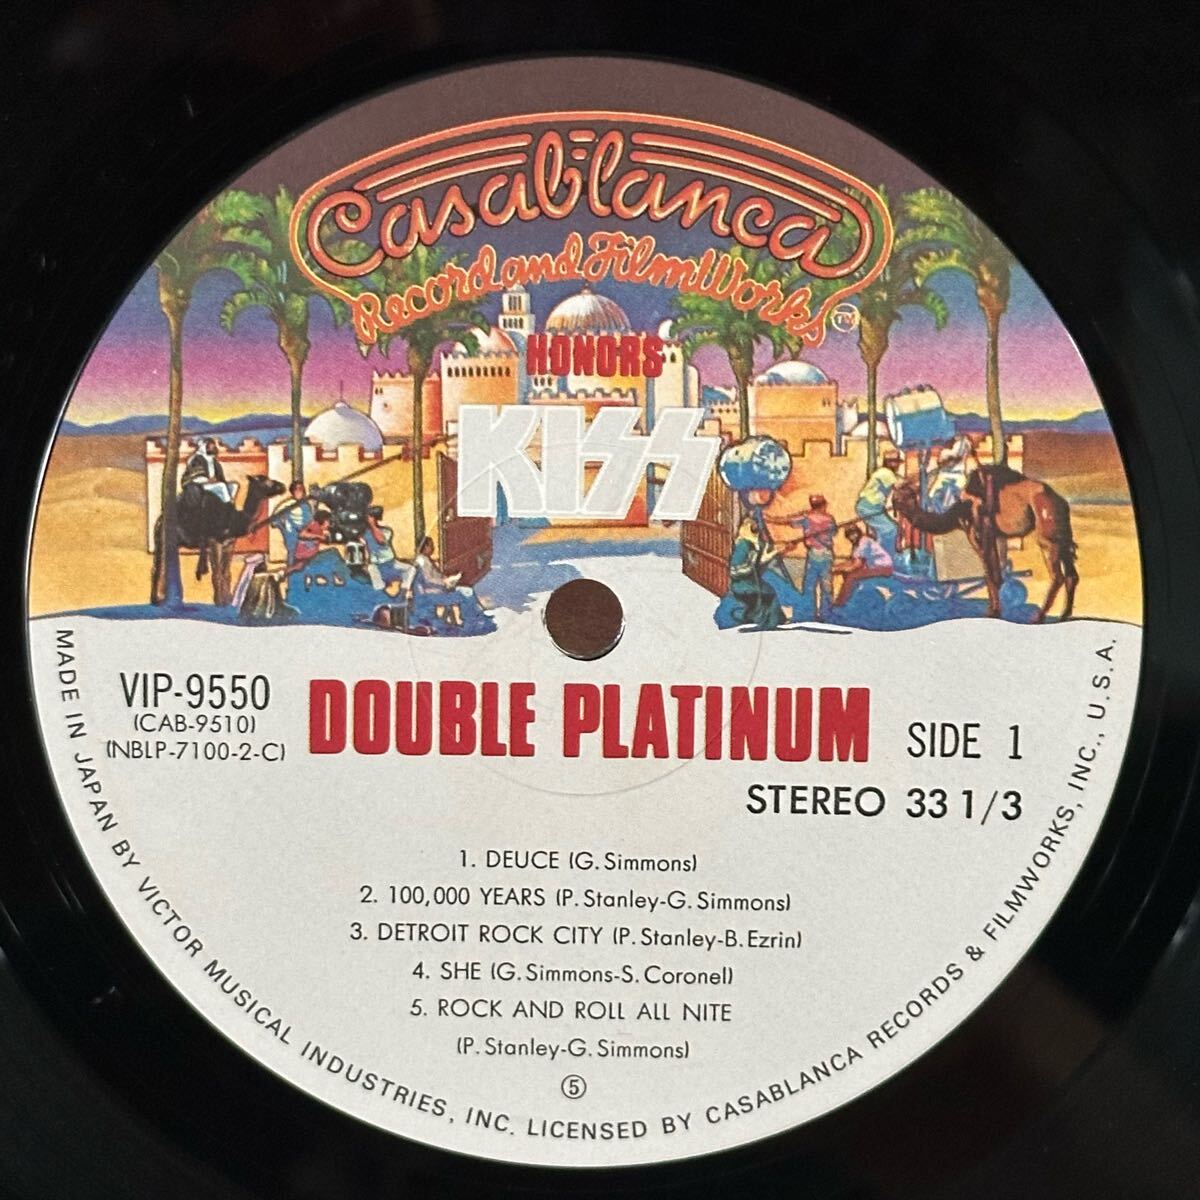 Casablanca
Record and FilmWorks TM
HONORS
KISS
VIP-9550
(CAB-9510)
(NBLP-7100-2-C)
DOUBLE PLATINUM
SIDE 1
STEREO 33 1/3
1. DEUCE (G. Simmons)
2. 100,000 YEARS (P. Stanley-G. Simmons)
3. DETROIT ROCK CITY (P. Stanley-B. Ezrin)
4. SHE (G. Simmons-S. Coronell)
5. ROCK AND ROLL ALL NITE
(P. Stanley-G. Simmons)
⑤
MADE IN JAPAN BY VICTOR MUSICAL INDUSTRIES, INC. LICENSED BY CASABLANCA RECORDS & FILMWORKS, INC., U.S.A.